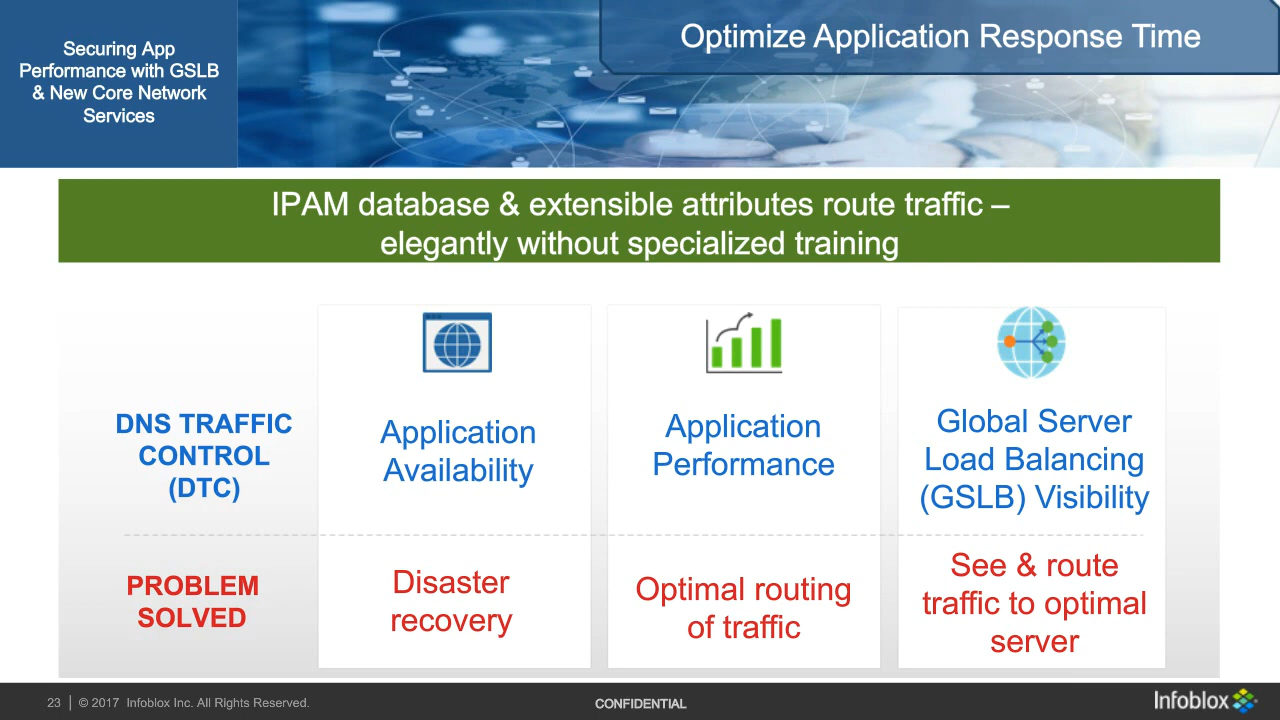 Securing App
Performance with GSLB
& New Core Network
Services
Optimize Application Response Time
IPAM database & extensible attributes route traffic –
elegantly without specialized training
DNS TRAFFIC
CONTROL
(DTC)
Application
Availability
Application
Performance
Global Server
Load Balancing
(GSLB) Visibility
PROBLEM
SOLVED
Disaster
recovery
Optimal routing
of traffic
See & route
traffic to optimal
server
23 | © 2017 Infoblox Inc. All Rights Reserved.
CONFIDENTIAL
Infoblox